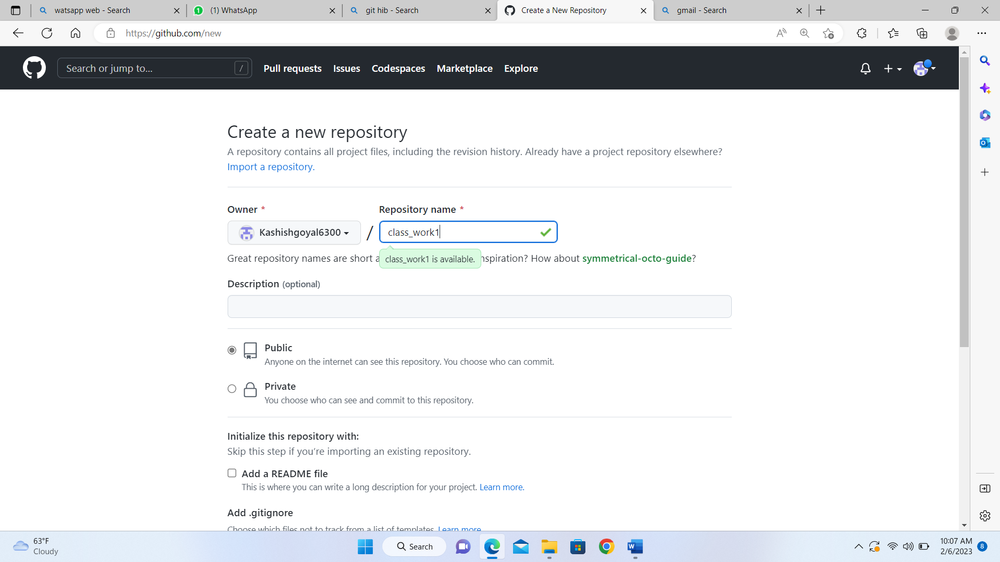 watsapp web - Search
(1) WhatsApp
git hib - Search
Create a New Repository
gmail - Search
https://github.com/new
Search or jump to...
/
Pull requests
Issues
Codespaces
Marketplace
Explore
Create a new repository
A repository contains all project files, including the revision history. Already have a project repository elsewhere?
Import a repository.
Owner *
Repository name *
Kashishgoyal6300
/
class_work1
Great repository names are short a
class_work1 is available.
nspiration? How about symmetrical-octo-guide?
Description (optional)
Public
Anyone on the internet can see this repository. You choose who can commit.
Private
You choose who can see and commit to this repository.
Initialize this repository with:
Skip this step if you're importing an existing repository.
Add a README file
This is where you can write a long description for your project. Learn more.
Add .gitignore
Choose which files not to track from a list of templates. Learn more.
63°F
Cloudy
Search
10:07 AM
2/6/2023
8